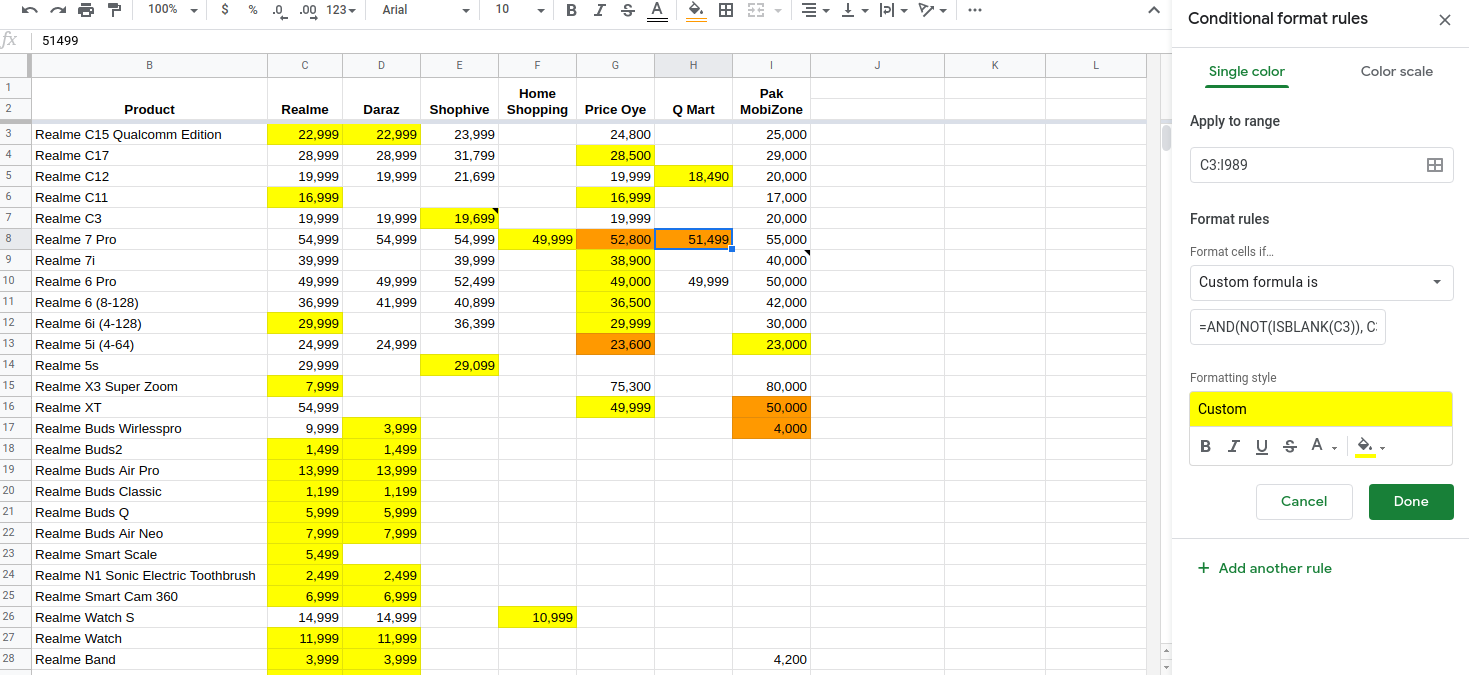 100% $ % .0 .00 123 Arial 10 B I S A
Conditional format rules
fx 51499
B C D E F G H I J K L
1 Home Pak
2 Product Realme Daraz Shophive Shopping Price Oye Q Mart MobiZone
3 Realme C15 Qualcomm Edition 22,999 22,999 23,999 24,800 25,000
4 Realme C17 28,999 28,999 31,799 28,500 29,000
5 Realme C12 19,999 19,999 21,699 19,999 18,490 20,000
6 Realme C11 16,999 16,999 17,000
7 Realme C3 19,999 19,999 19,699 19,999 20,000
8 Realme 7 Pro 54,999 54,999 54,999 49,999 52,800 51,499 55,000
9 Realme 7i 39,999 39,999 38,900 40,000
10 Realme 6 Pro 49,999 49,999 52,499 49,000 49,999 50,000
11 Realme 6 (8-128) 36,999 41,999 40,899 36,500 42,000
12 Realme 6i (4-128) 29,999 36,399 29,999 30,000
13 Realme 5i (4-64) 24,999 24,999 23,600 23,000
14 Realme 5s 29,999 29,099
15 Realme X3 Super Zoom 7,999 75,300 80,000
16 Realme XT 54,999 49,999 50,000
17 Realme Buds Wirlesspro 9,999 3,999 4,000
18 Realme Buds2 1,499 1,499
19 Realme Buds Air Pro 13,999 13,999
20 Realme Buds Classic 1,199 1,199
21 Realme Buds Q 5,999 5,999
22 Realme Buds Air Neo 7,999 7,999
23 Realme Smart Scale 5,499
24 Realme N1 Sonic Electric Toothbrush 2,499 2,499
25 Realme Smart Cam 360 6,999 6,999
26 Realme Watch S 14,999 14,999 10,999
27 Realme Watch 11,999 11,999
28 Realme Band 3,999 3,999 4,200
Single color Color scale
Apply to range
C3:I989
Format rules
Format cells if…
Custom formula is
=AND(NOT(ISBLANK(C3)), C
Formatting style
Custom
B I U S A
Cancel Done
+ Add another rule